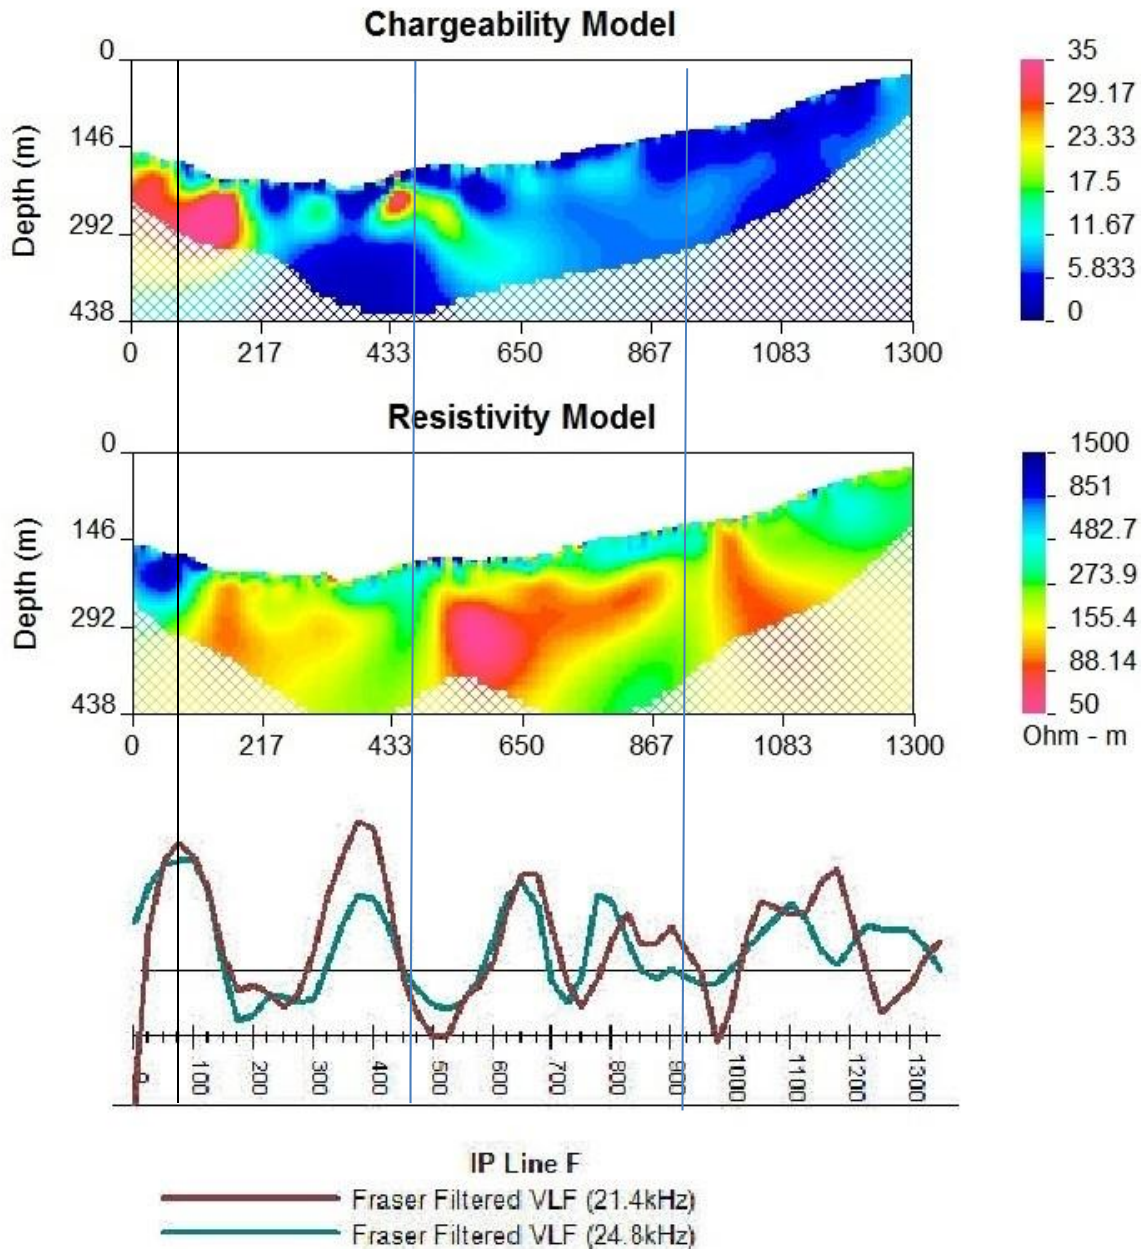 Chargeability Model
Depth (m)
0
146
292
438
0 217 433 650 867 1083 1300
35
29.17
23.33
17.5
11.67
5.833
0
Resistivity Model
Depth (m)
0
146
292
438
0 217 433 650 867 1083 1300
1500
851
482.7
273.9
155.4
88.14
50
Ohm - m
0 100 200 300 400 500 600 700 800 900 1000 1100 1200 1300
IP Line F
Fraser Filtered VLF (21.4kHz)
Fraser Filtered VLF (24.8kHz)